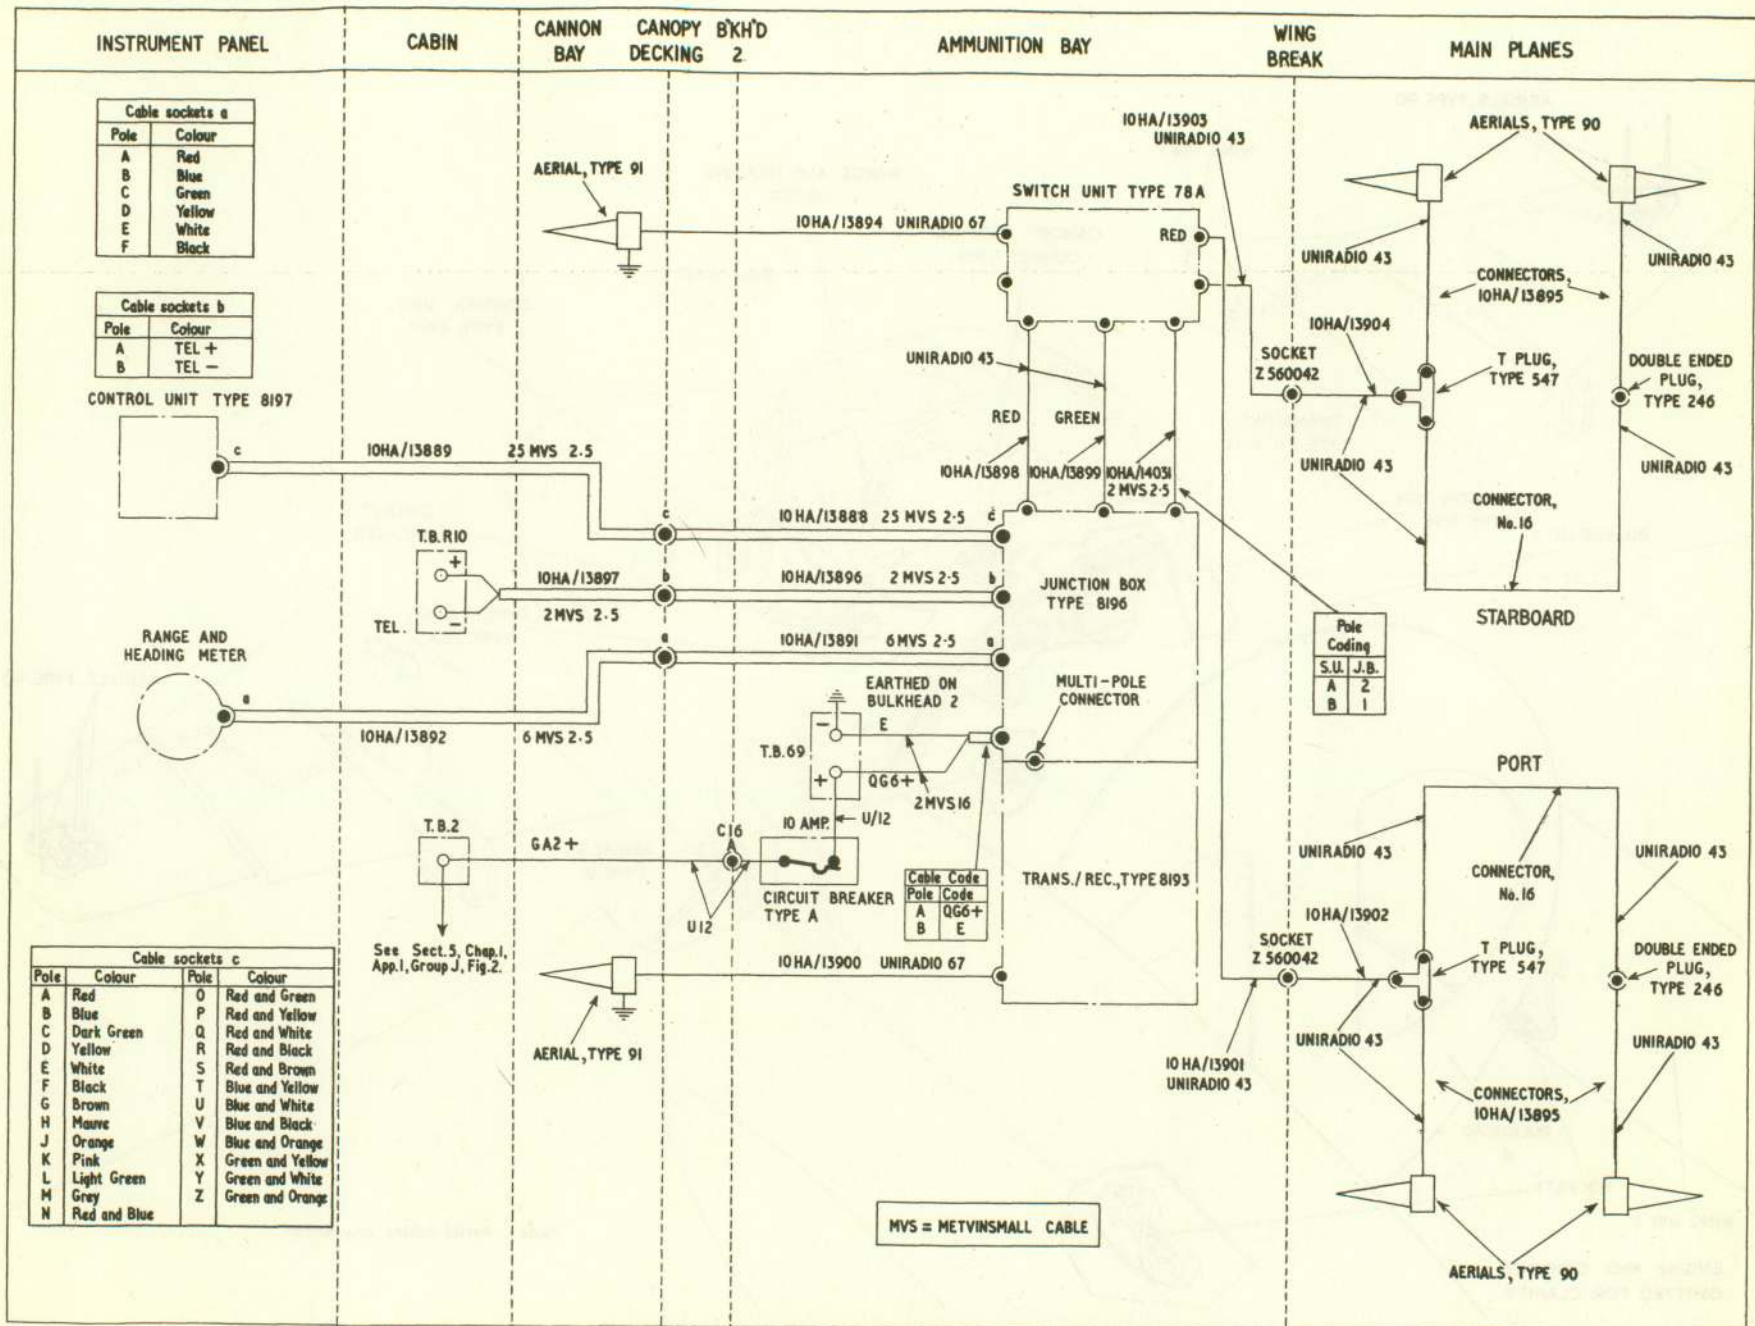 INSTRUMENT PANEL
CABIN
CANNON
BAY
CANOPY
DECKING
B'KH'D
2
AMMUNITION BAY
WING
BREAK
MAIN PLANES
Cable sockets a
Pole Colour
A Red
B Blue
C Green
D Yellow
E White
F Black
Cable sockets b
Pole Colour
A TEL +
B TEL −
CONTROL UNIT TYPE 8197
c
10HA/13889
25 MVS 2.5
T.B.R10
+
−
TEL.
10HA/13897
2 MVS 2.5
RANGE AND
HEADING METER
a
10HA/13892
6 MVS 2.5
AERIAL, TYPE 91
10HA/13894 UNIRADIO 67
SWITCH UNIT TYPE 78A
RED
10HA/13903
UNIRADIO 43
UNIRADIO 43
RED
GREEN
10HA/13898
10HA/13899
10HA/14031
2 MVS 2.5
c
10HA/13888 25 MVS 2.5
c
b
10HA/13896 2 MVS 2.5
b
a
10HA/13891 6 MVS 2.5
a
JUNCTION BOX
TYPE 8196
EARTHED ON
BULKHEAD 2
MULTI-POLE
CONNECTOR
−
E
T.B.69
+
QG6+
2MVS16
U/12
10 AMP.
T.B.2
GA2+
C16
A
U12
CIRCUIT BREAKER
TYPE A
See Sect.5, Chap.1,
App.1, Group J, Fig.2.
Cable Code
Pole Code
A QG6+
B E
TRANS./REC., TYPE 8193
10HA/13900 UNIRADIO 67
AERIAL, TYPE 91
Pole
Coding
S.U. J.B.
A 2
B 1
AERIALS, TYPE 90
UNIRADIO 43
UNIRADIO 43
CONNECTORS,
10HA/13895
10HA/13904
SOCKET
Z 560042
T PLUG,
TYPE 547
DOUBLE ENDED
PLUG,
TYPE 246
UNIRADIO 43
UNIRADIO 43
CONNECTOR,
No.16
STARBOARD
PORT
UNIRADIO 43
UNIRADIO 43
CONNECTOR,
No.16
10HA/13902
SOCKET
Z 560042
T PLUG,
TYPE 547
DOUBLE ENDED
PLUG,
TYPE 246
UNIRADIO 43
UNIRADIO 43
10 HA/13901
UNIRADIO 43
CONNECTORS,
10HA/13895
AERIALS, TYPE 90
Cable sockets c
Pole Colour Pole Colour
A Red O Red and Green
B Blue P Red and Yellow
C Dark Green Q Red and White
D Yellow R Red and Black
E White S Red and Brown
F Black T Blue and Yellow
G Brown U Blue and White
H Mauve V Blue and Black
J Orange W Blue and Orange
K Pink X Green and Yellow
L Light Green Y Green and White
M Grey Z Green and Orange
N Red and Blue
MVS = METVINSMALL CABLE